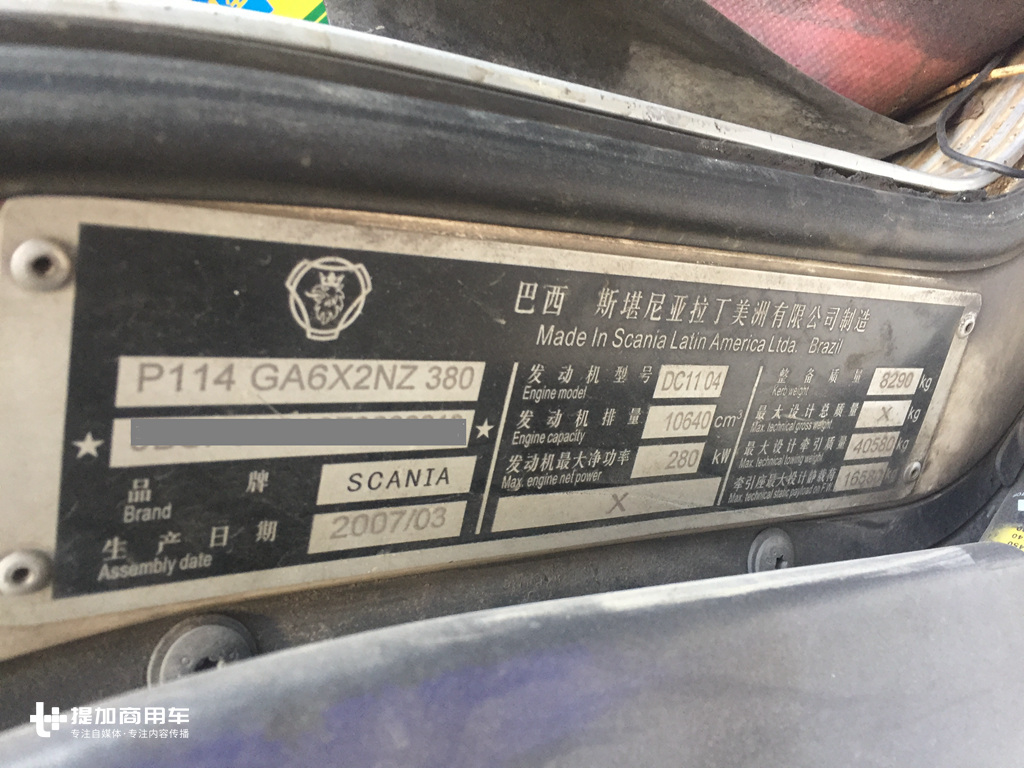 巴西 斯堪尼亚拉丁美洲有限公司制造
Made In Scania Latin America Ltda. Brazil
P114 GA6X2NZ 380
品牌 SCANIA
Brand
生产日期 2007/03
Assembly date
发动机型号 DC11 04
Engine model
发动机排量 10640 cm³
Engine capacity
发动机最大净功率 280 kW
Max. engine net power
X
整备质量 8290 kg
Kerb weight
最大设计总质量 X kg
Max. technical gross weight
最大设计牵引质量 40580 kg
Max. technical towing weight
牵引座最大设计静载荷
Max. technical static payload on
提加商用车
专注自媒体·专注内容传播